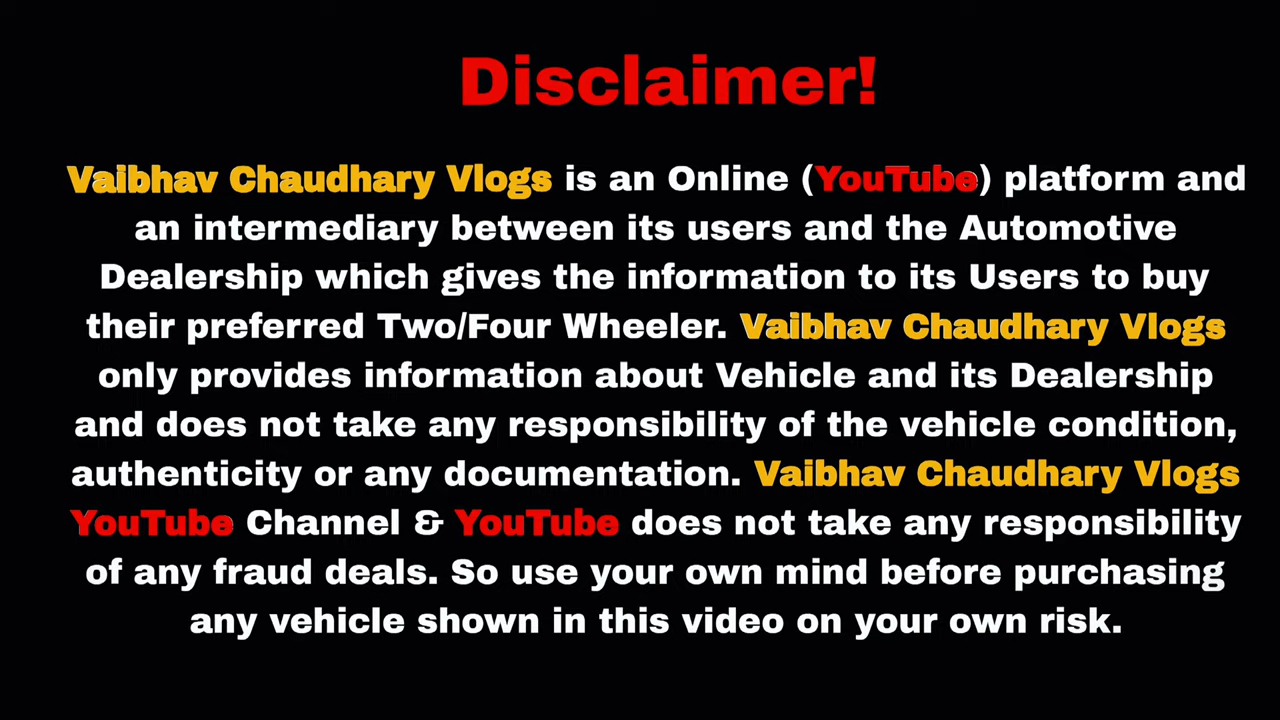 Disclaimer!
Vaibhav Chaudhary Vlogs is an Online (YouTube) platform and
an intermediary between its users and the Automotive
Dealership which gives the information to its Users to buy
their preferred Two/Four Wheeler. Vaibhav Chaudhary Vlogs
only provides information about Vehicle and its Dealership
and does not take any responsibility of the vehicle condition,
authenticity or any documentation. Vaibhav Chaudhary Vlogs
YouTube Channel & YouTube does not take any responsibility
of any fraud deals. So use your own mind before purchasing
any vehicle shown in this video on your own risk.